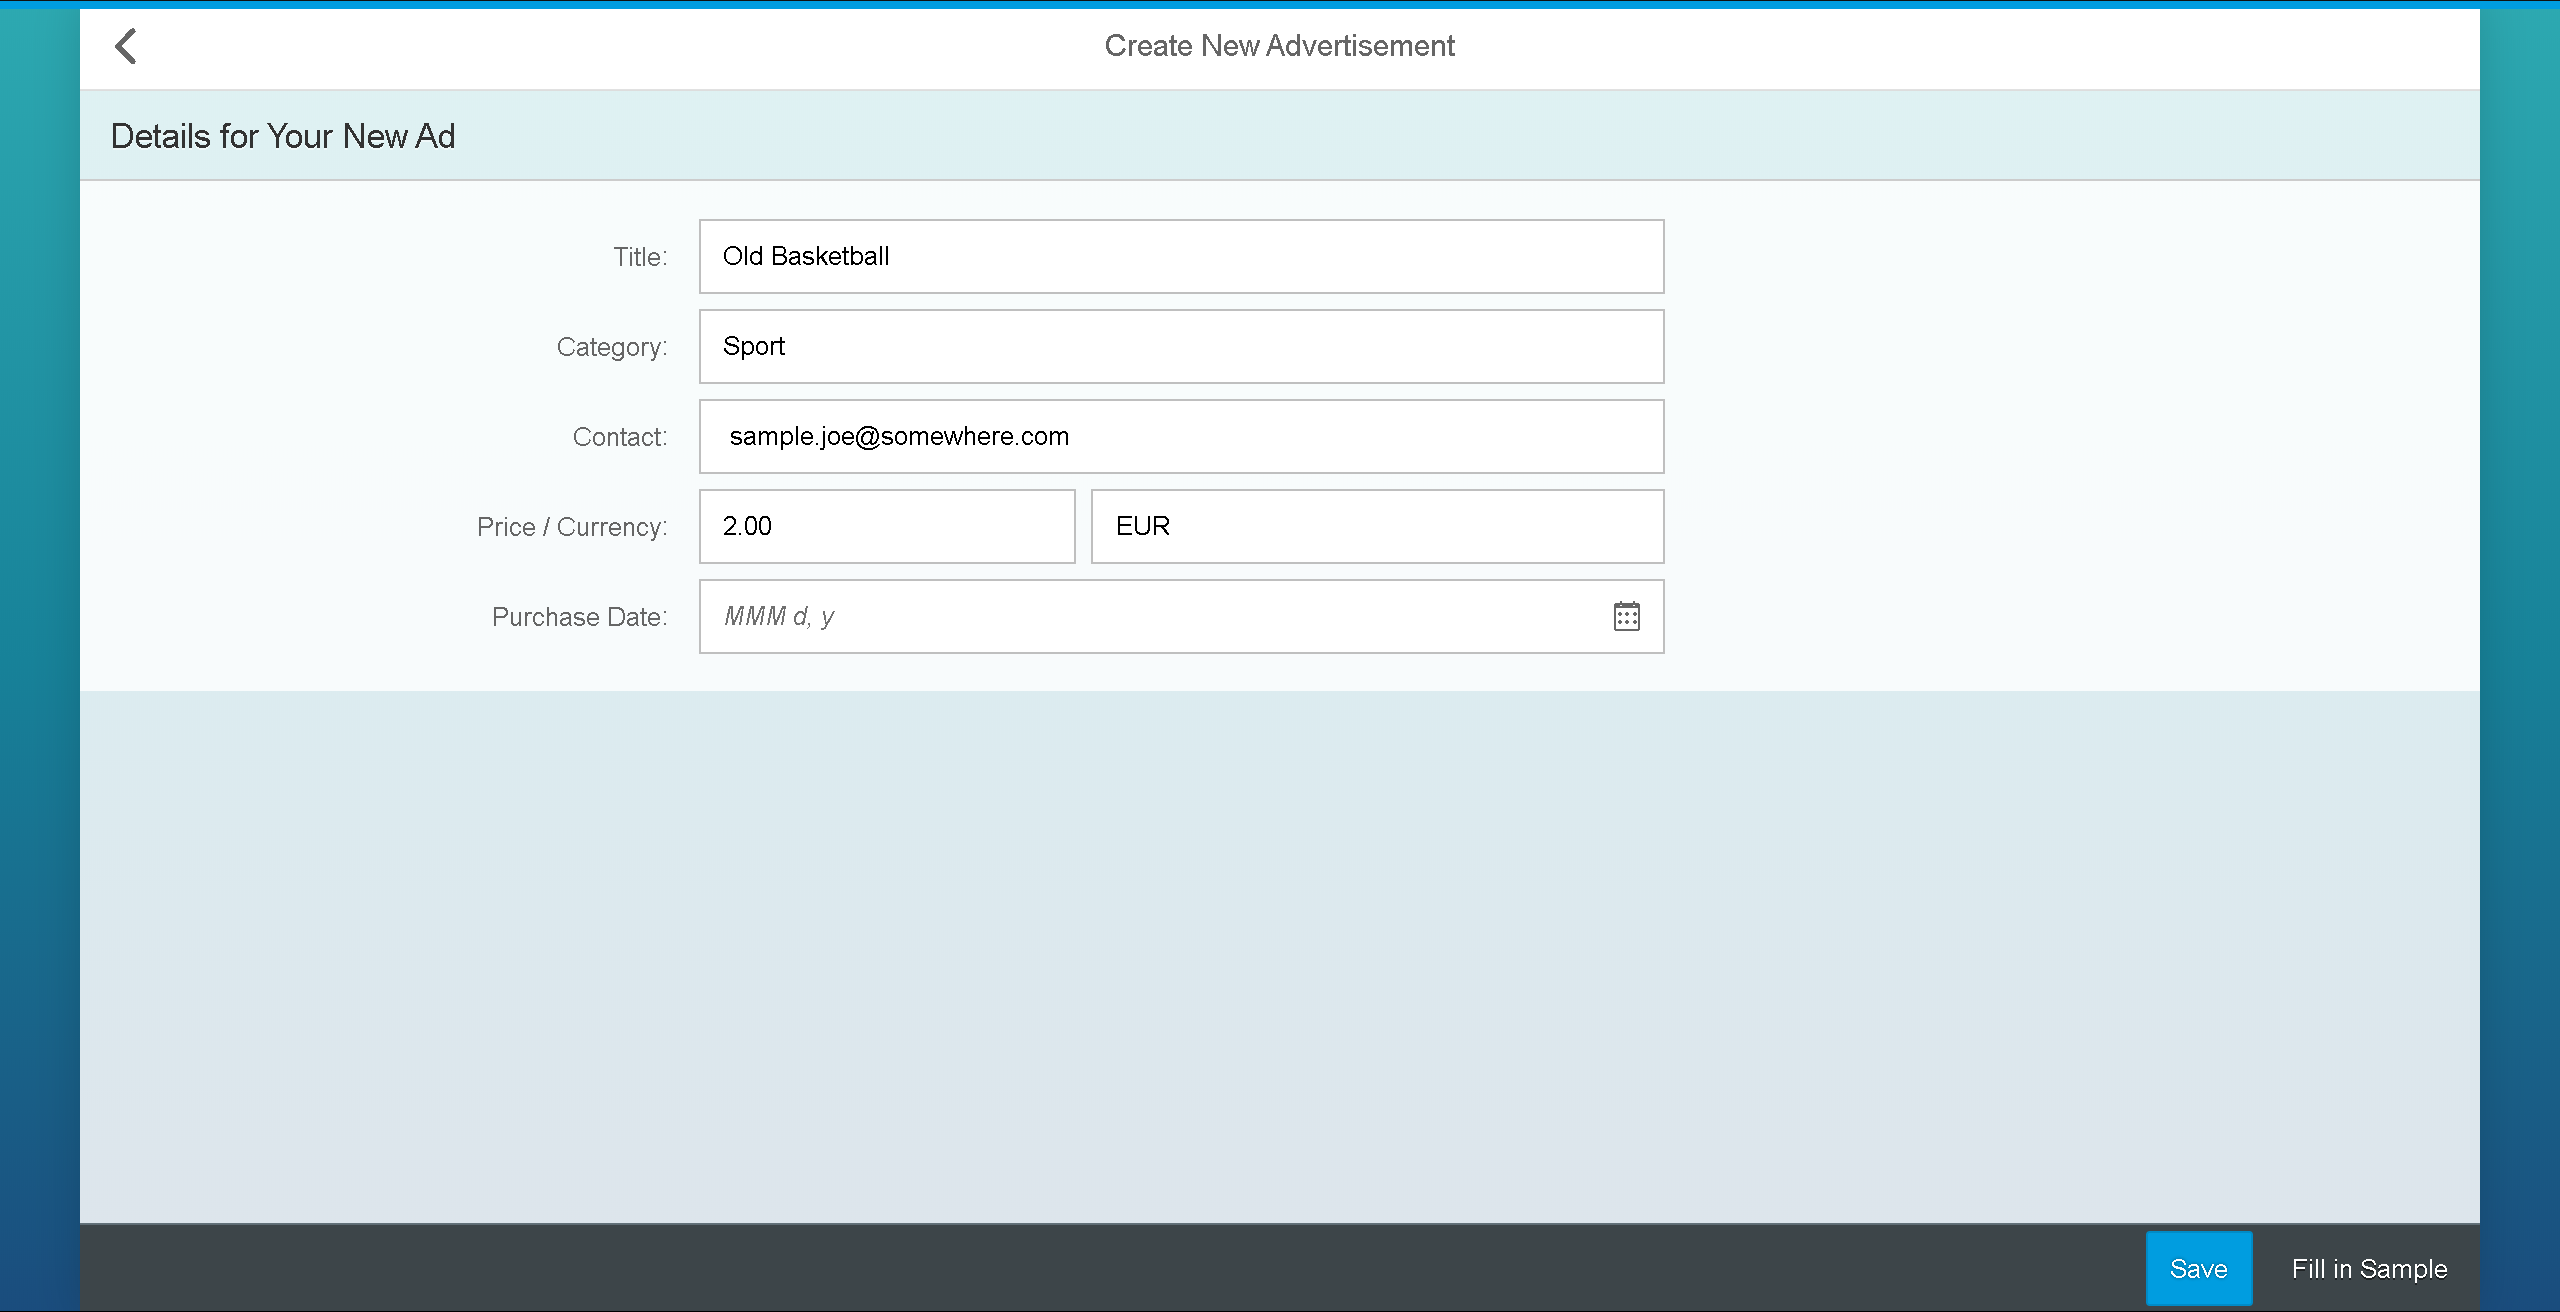 Create New Advertisement
Details for Your New Ad
Title: Old Basketball
Category: Sport
Contact: sample.joe@somewhere.com
Price / Currency: 2.00 EUR
Purchase Date: MMM d, y
Save Fill in Sample